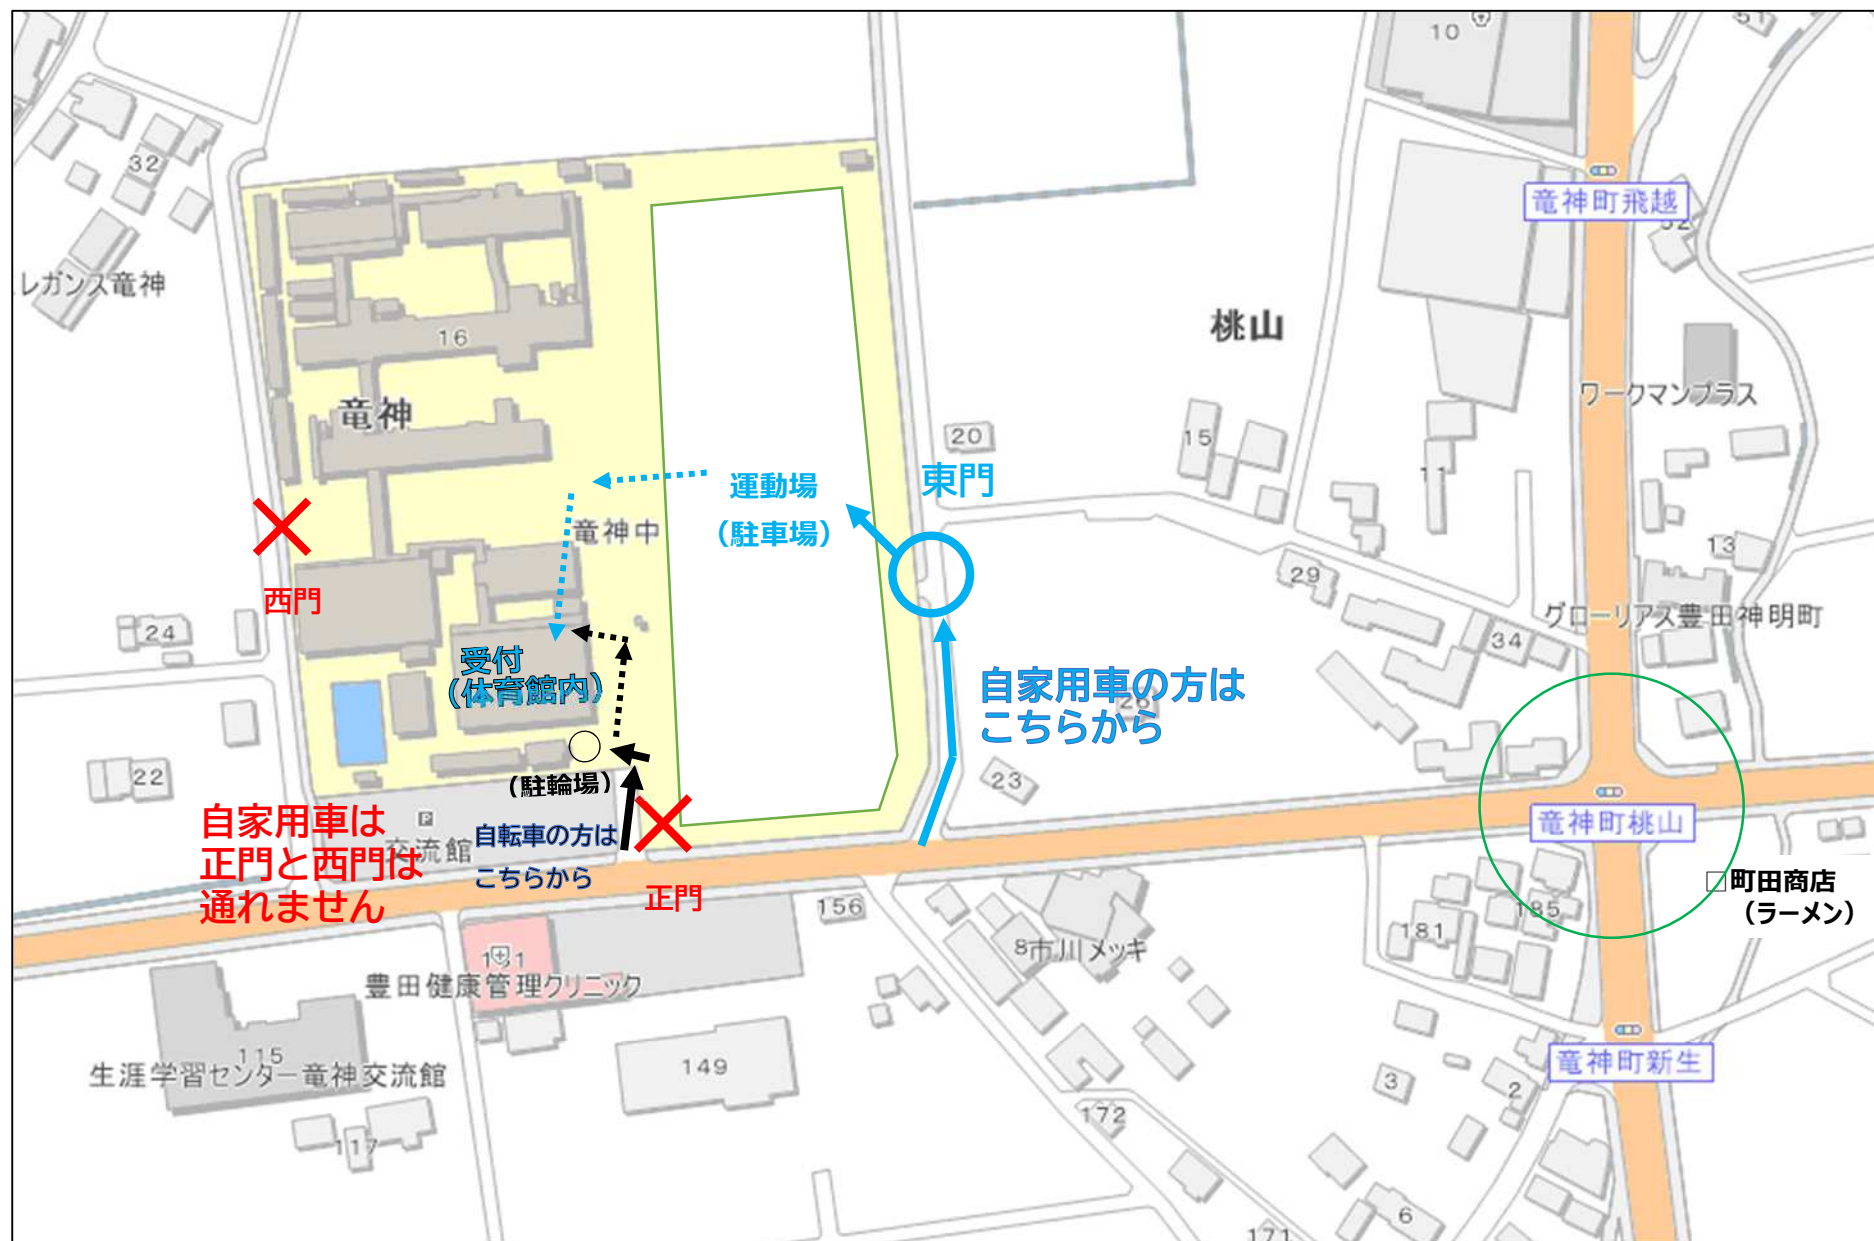 10
51
32
竜神町飛越
52
レガンス竜神
桃山
16
ワークマンプラス
竜神
20
15
11
運動場
東門
(駐車場)
竜神中
13
29
西門
グローリアス豊田神明町
24
34
受付
(体育館内)
自家用車の方は
こちらから
26
22
23
(駐輪場)
自家用車は
正門と西門は
通れません
P
交流館
自転車の方は
こちらから
竜神町桃山
正門
町田商店
(ラーメン)
156
185
181
8
市川メッキ
豊田健康管理クリニック
竜神町新生
115
生涯学習センター竜神交流館
149
3
2
172
117
6
171